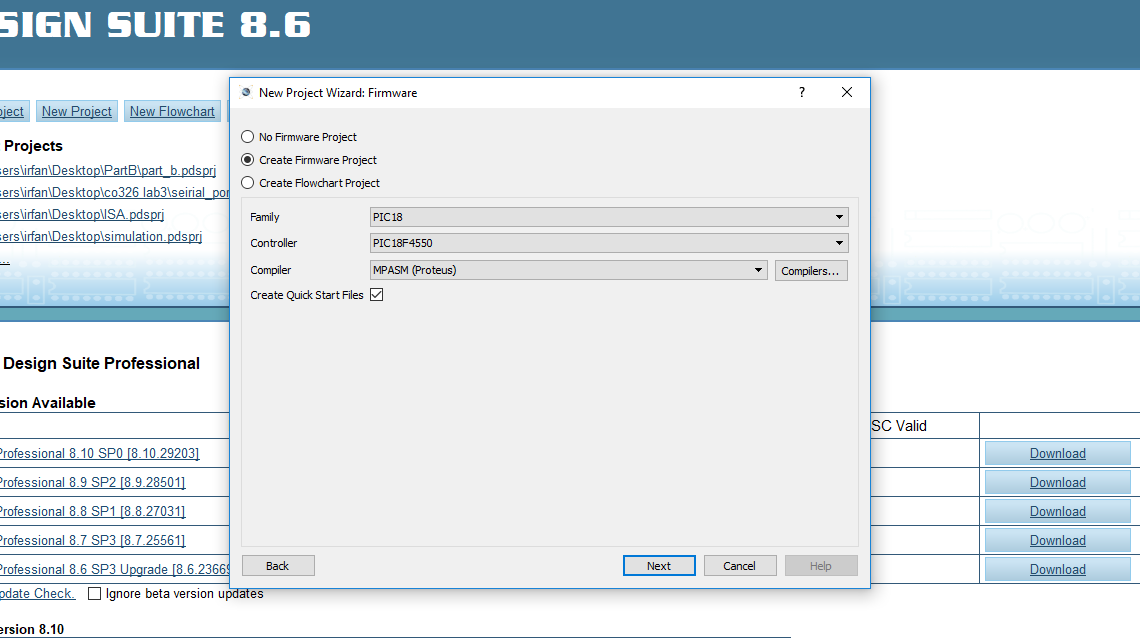 SIGN SUITE 8.6
New Project Wizard: Firmware
?
oject New Project New Flowchart
No Firmware Project
Projects
Create Firmware Project
sers\irfan\Desktop\PartB\part_b.pdsprj
Create Flowchart Project
sers\irfan\Desktop\co326 lab3\seirial_por
sers\irfan\Desktop\ISA.pdsprj
sers\irfan\Desktop\simulation.pdsprj
...
Family PIC18
Controller PIC18F4550
Compiler MPASM (Proteus) Compilers...
Create Quick Start Files
Design Suite Professional
sion Available
SC Valid
Professional 8.10 SP0 [8.10.29203] Download
Professional 8.9 SP2 [8.9.28501] Download
Professional 8.8 SP1 [8.8.27031] Download
Professional 8.7 SP3 [8.7.25561] Download
Professional 8.6 SP3 Upgrade [8.6.23669 Download
Back Next Cancel Help
pdate Check. Ignore beta version updates
ersion 8.10